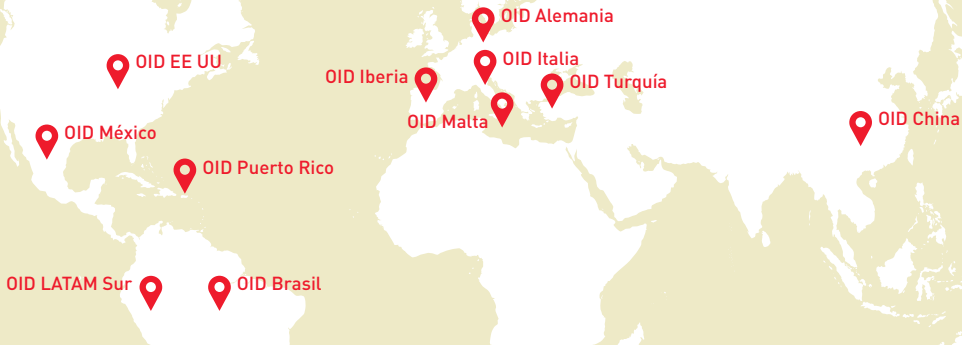 OID Alemania
OID EE UU
OID Italia
OID Iberia
OID Turquía
OID Malta
OID China
OID México
OID Puerto Rico
OID LATAM Sur
OID Brasil